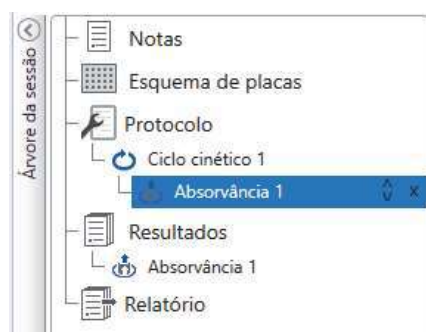 Árvore da sessão
Notas
Esquema de placas
Protocolo
Ciclo cinético 1
Absorvância 1
Resultados
Absorvância 1
Relatório